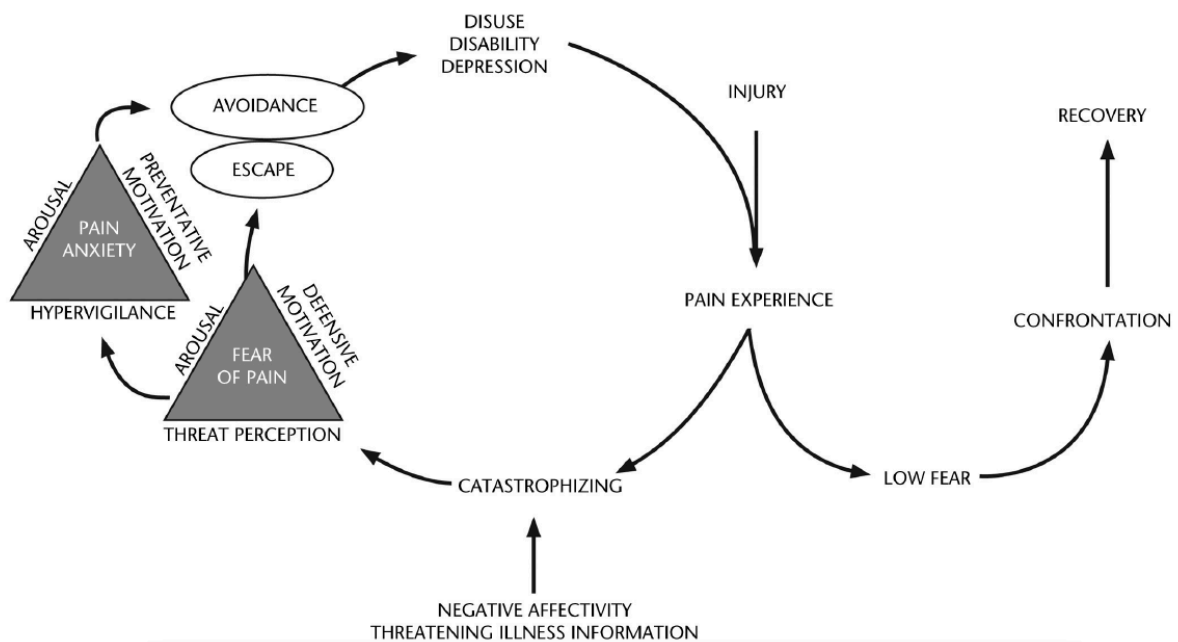 DISUSE
DISABILITY
DEPRESSION
INJURY
RECOVERY
AVOIDANCE
ESCAPE
AROUSAL
PREVENTATIVE
MOTIVATION
PAIN
ANXIETY
HYPERVIGILANCE
AROUSAL
DEFENSIVE
MOTIVATION
FEAR
OF PAIN
THREAT PERCEPTION
PAIN EXPERIENCE
CONFRONTATION
CATASTROPHIZING
LOW FEAR
NEGATIVE AFFECTIVITY
THREATENING ILLNESS INFORMATION